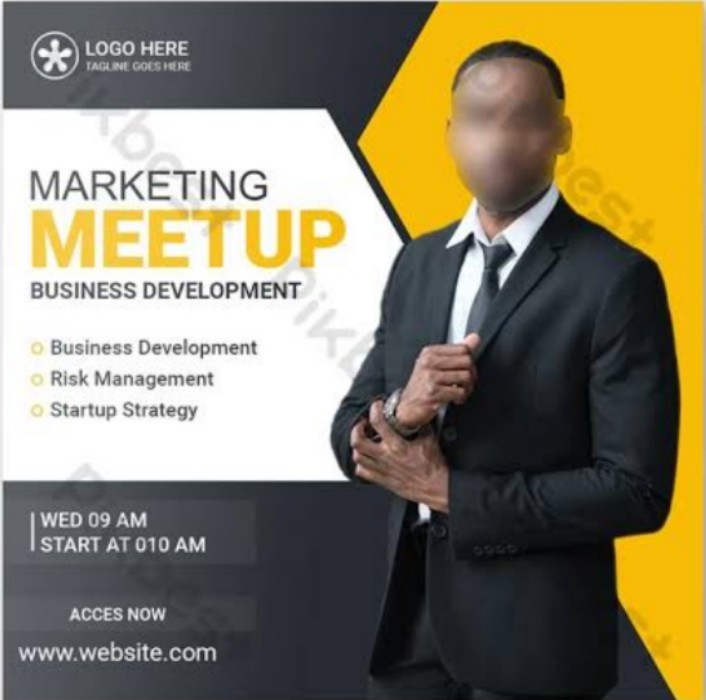 LOGO HERE
TAGLINE GOES HERE
MARKETING
MEETUP
BUSINESS DEVELOPMENT
Business Development
Risk Management
Startup Strategy
WED 09 AM
START AT 010 AM
ACCES NOW
www.website.com
pikbest